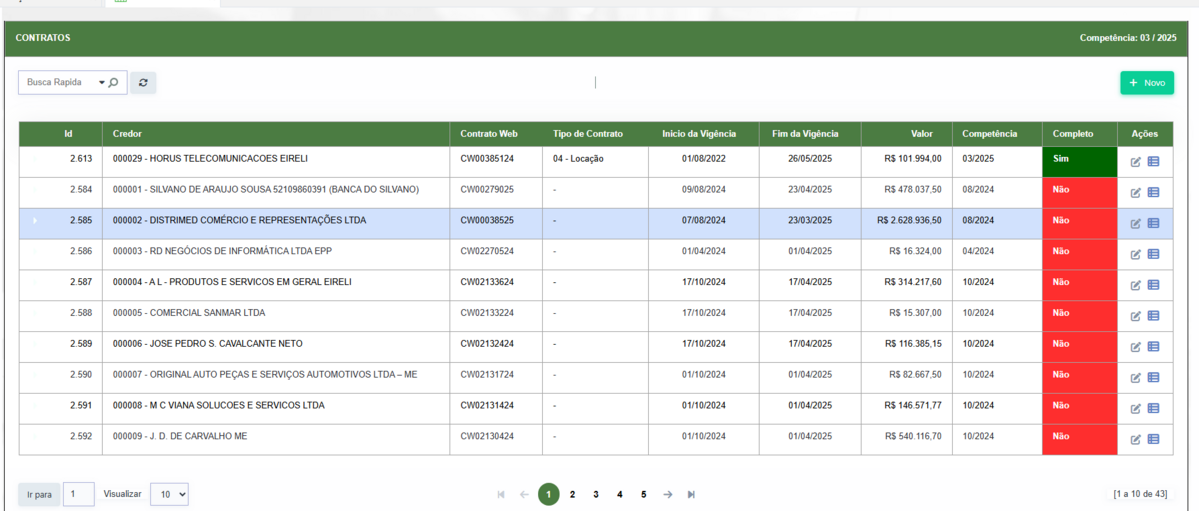 CONTRATOS Competência: 03 / 2025
Busca Rapida + Novo
Id Credor Contrato Web Tipo de Contrato Inicio da Vigência Fim da Vigência Valor Competência Completo Ações
2.613 000029 - HORUS TELECOMUNICACOES EIRELI CW00385124 04 - Locação 01/08/2022 26/05/2025 R$ 101.994,00 03/2025 Sim
2.584 000001 - SILVANO DE ARAUJO SOUSA 52109860391 (BANCA DO SILVANO) CW00279025 - 09/08/2024 23/04/2025 R$ 478.037,50 08/2024 Não
2.585 000002 - DISTRIMED COMÉRCIO E REPRESENTAÇÕES LTDA CW00038525 - 07/08/2024 23/03/2025 R$ 2.628.936,50 08/2024 Não
2.586 000003 - RD NEGÓCIOS DE INFORMÁTICA LTDA EPP CW02270524 - 01/04/2024 01/04/2025 R$ 16.324,00 04/2024 Não
2.587 000004 - A L - PRODUTOS E SERVICOS EM GERAL EIRELI CW02133624 - 17/10/2024 17/04/2025 R$ 314.217,60 10/2024 Não
2.588 000005 - COMERCIAL SANMAR LTDA CW02133224 - 17/10/2024 17/04/2025 R$ 15.307,00 10/2024 Não
2.589 000006 - JOSE PEDRO S. CAVALCANTE NETO CW02132424 - 17/10/2024 17/04/2025 R$ 116.385,15 10/2024 Não
2.590 000007 - ORIGINAL AUTO PEÇAS E SERVIÇOS AUTOMOTIVOS LTDA – ME CW02131724 - 01/10/2024 01/04/2025 R$ 82.667,50 10/2024 Não
2.591 000008 - M C VIANA SOLUCOES E SERVICOS LTDA CW02131424 - 01/10/2024 01/04/2025 R$ 146.571,77 10/2024 Não
2.592 000009 - J. D. DE CARVALHO ME CW02130424 - 01/10/2024 01/04/2025 R$ 540.116,70 10/2024 Não
Ir para 1 Visualizar 10 1 2 3 4 5 [1 a 10 de 43]